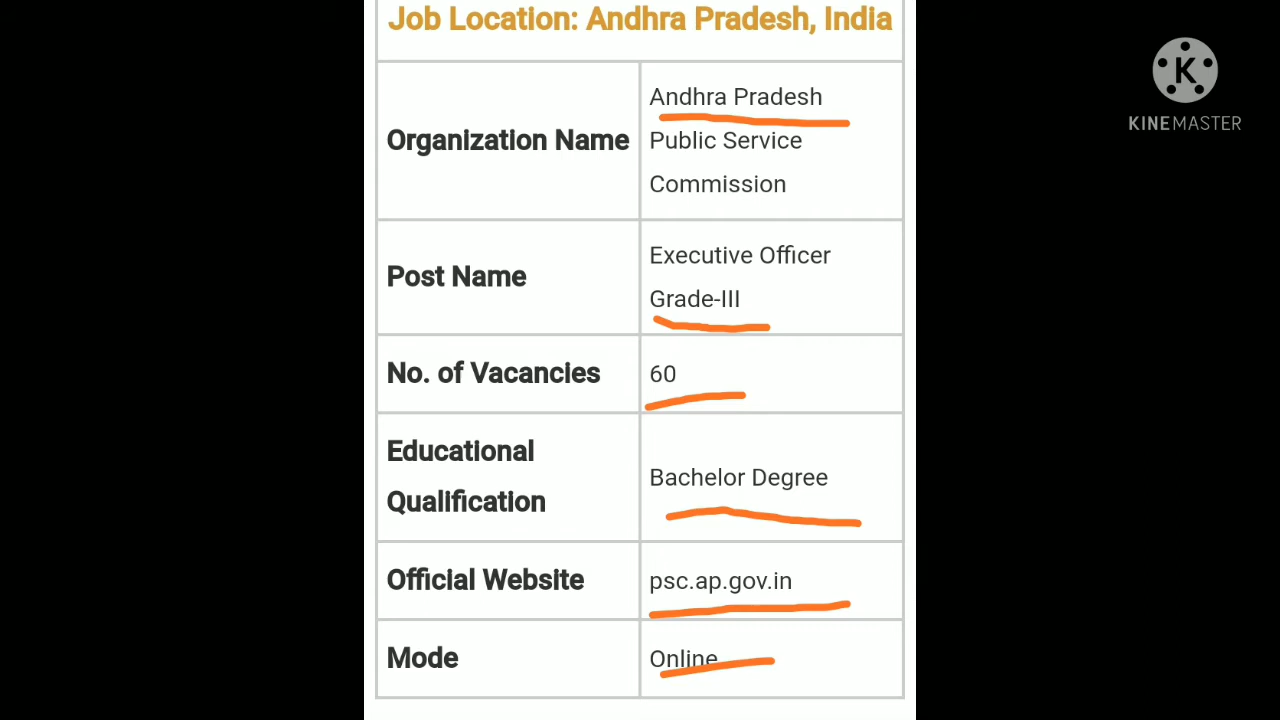 Job Location: Andhra Pradesh, India
Organization Name
Andhra Pradesh
Public Service
Commission
Post Name
Executive Officer
Grade-III
No. of Vacancies
60
Educational
Qualification
Bachelor Degree
Official Website
psc.ap.gov.in
Mode
Online
K
KINEMASTER